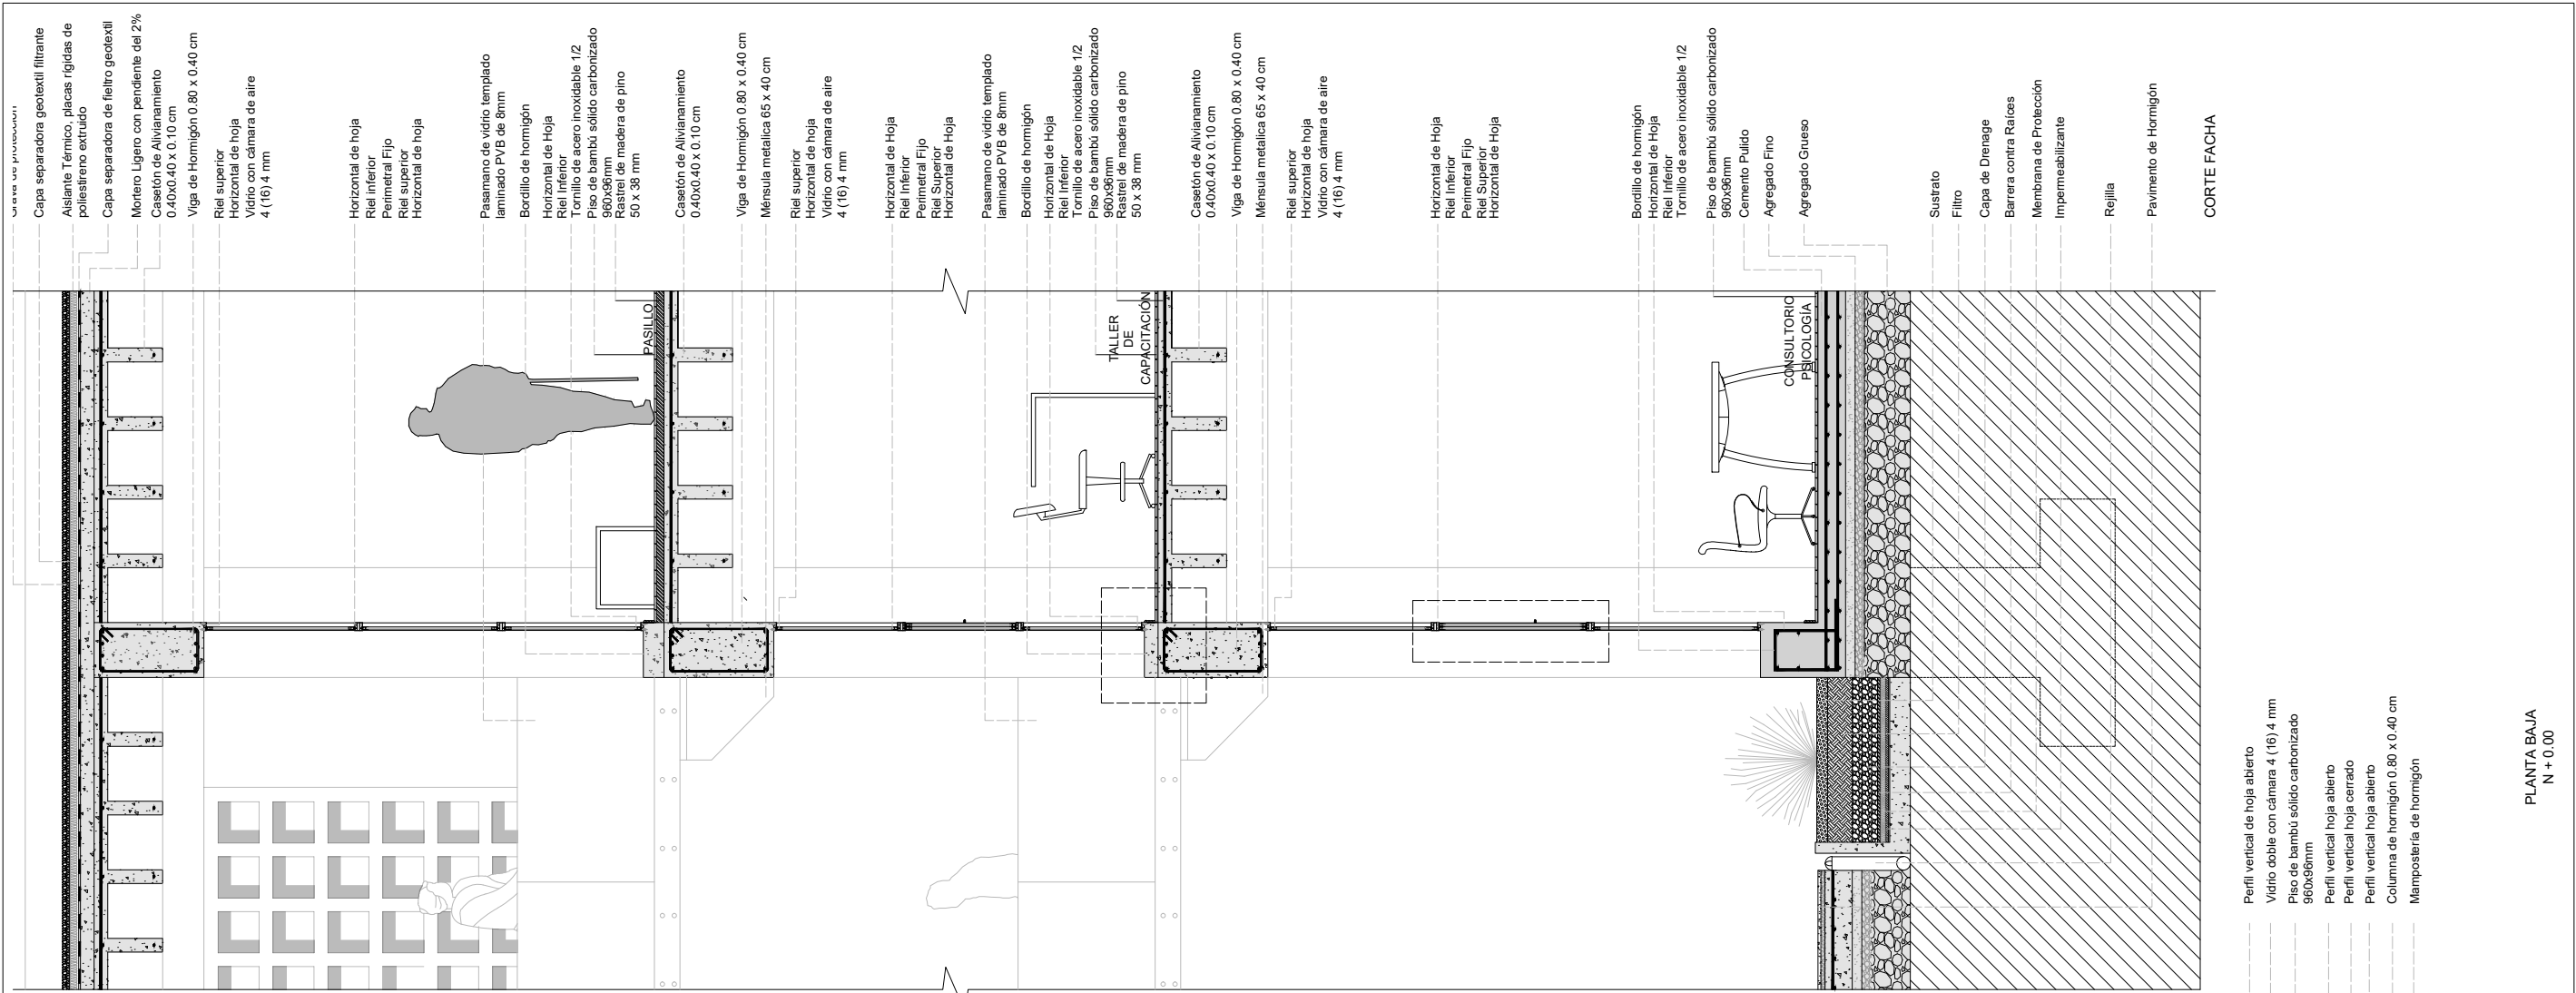 Capa separadora geotextil filtrante
Aislante Térmico, placas rígidas de
poliestireno extruido
Capa separadora de fieltro geotextil
Mortero Ligero con pendiente del 2%
Casetón de Alivianamiento
0.40x0.40 x 0.10 cm
Viga de Hormigón 0.80 x 0.40 cm
Riel superior
Horizontal de hoja
Vidrio con cámara de aire
4 (16) 4 mm
Horizontal de hoja
Riel inferior
Perimetral Fijo
Riel superior
Horizontal de hoja
Pasamano de vidrio templado
laminado PVB de 8mm
Bordillo de hormigón
Horizontal de Hoja
Riel Inferior
Tornillo de acero inoxidable 1/2
Piso de bambú sólido carbonizado
960x96mm
Rastrel de madera de pino
50 x 38 mm
Casetón de Alivianamiento
0.40x0.40 x 0.10 cm
Viga de Hormigón 0.80 x 0.40 cm
Ménsula metalica 65 x 40 cm
Riel superior
Horizontal de hoja
Vidrio con cámara de aire
4 (16) 4 mm
Horizontal de Hoja
Riel Inferior
Perimetral Fijo
Riel Superior
Horizontal de Hoja
Pasamano de vidrio templado
laminado PVB de 8mm
Bordillo de hormigón
Horizontal de Hoja
Riel Inferior
Tornillo de acero inoxidable 1/2
Piso de bambú sólido carbonizado
960x96mm
Rastrel de madera de pino
50 x 38 mm
Casetón de Alivianamiento
0.40x0.40 x 0.10 cm
Viga de Hormigón 0.80 x 0.40 cm
Ménsula metalica 65 x 40 cm
Riel superior
Horizontal de hoja
Vidrio con cámara de aire
4 (16) 4 mm
Horizontal de Hoja
Riel Inferior
Perimetral Fijo
Riel Superior
Horizontal de Hoja
Bordillo de hormigón
Horizontal de Hoja
Riel Inferior
Tornillo de acero inoxidable 1/2
Piso de bambú sólido carbonizado
960x96mm
Cemento Pulido
Agregado Fino
Agregado Grueso
Sustrato
Filtro
Capa de Drenage
Barrera contra Raíces
Membrana de Protección
Impermeabilizante
Rejilla
Pavimento de Hormigón
CORTE FACHA
PASILLO
TALLER
DE
CAPACITACIÓN
CONSULTORIO
PSICOLOGÍA
Perfil vertical de hoja abierto
Vidrio doble con cámara 4 (16) 4 mm
Piso de bambú sólido carbonizado
960x96mm
Perfil vertical hoja abierto
Perfil vertical hoja cerrado
Perfil vertical hoja abierto
Columna de hormigón 0.80 x 0.40 cm
Mampostería de hormigón
PLANTA BAJA
N + 0.00